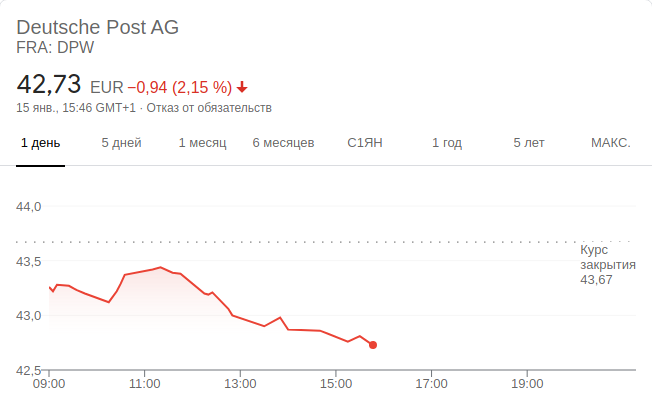 Deutsche Post AG
FRA: DPW
42,73 EUR −0,94 (2,15 %)
15 янв., 15:46 GMT+1 · Отказ от обязательств
1 день 5 дней 1 месяц 6 месяцев С1ЯН 1 год 5 лет МАКС.
44,0
Курс
закрытия
43,67
43,5
43,0
42,5
09:00 11:00 13:00 15:00 17:00 19:00